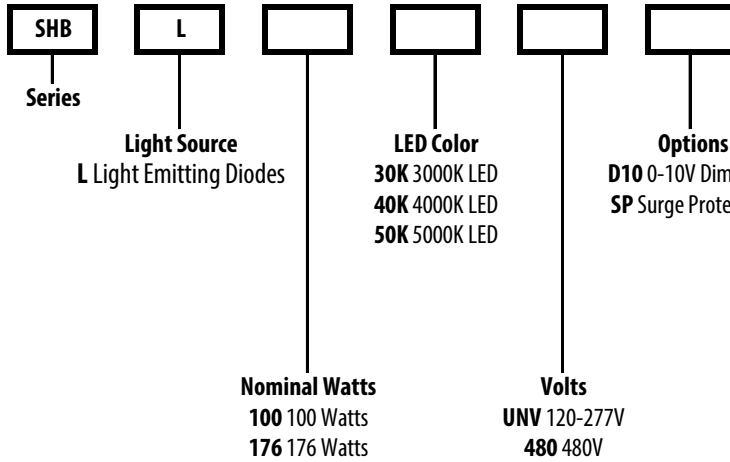 SHB
L
Series
Light Source
L Light Emitting Diodes
LED Color
30K 3000K LED
40K 4000K LED
50K 5000K LED
Options
D10 0-10V
SP Surge
Nominal Watts
100 100 Watts
176 176 Watts
Volts
UNV 120-277V
480 480V